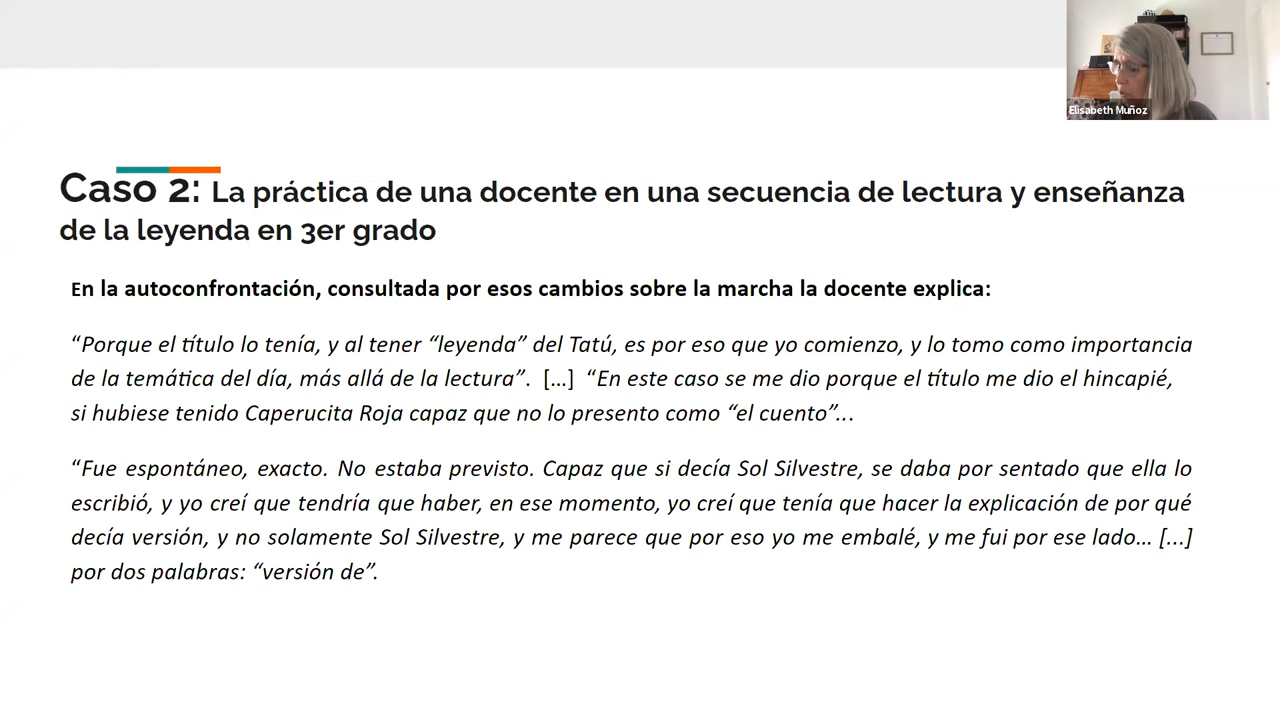 Elisabeth Muñoz
Caso 2: La práctica de una docente en una secuencia de lectura y enseñanza
de la leyenda en 3er grado
En la autoconfrontación, consultada por esos cambios sobre la marcha la docente explica:
“Porque el título lo tenía, y al tener “leyenda” del Tatú, es por eso que yo comienzo, y lo tomo como importancia
de la temática del día, más allá de la lectura”. [...] “En este caso se me dio porque el título me dio el hincapié,
si hubiese tenido Caperucita Roja capaz que no lo presento como “el cuento”...
“Fue espontáneo, exacto. No estaba previsto. Capaz que si decía Sol Silvestre, se daba por sentado que ella lo
escribió, y yo creí que tendría que haber, en ese momento, yo creí que tenía que hacer la explicación de por qué
decía versión, y no solamente Sol Silvestre, y me parece que por eso yo me embalé, y me fui por ese lado… [...]
por dos palabras: “versión de”.